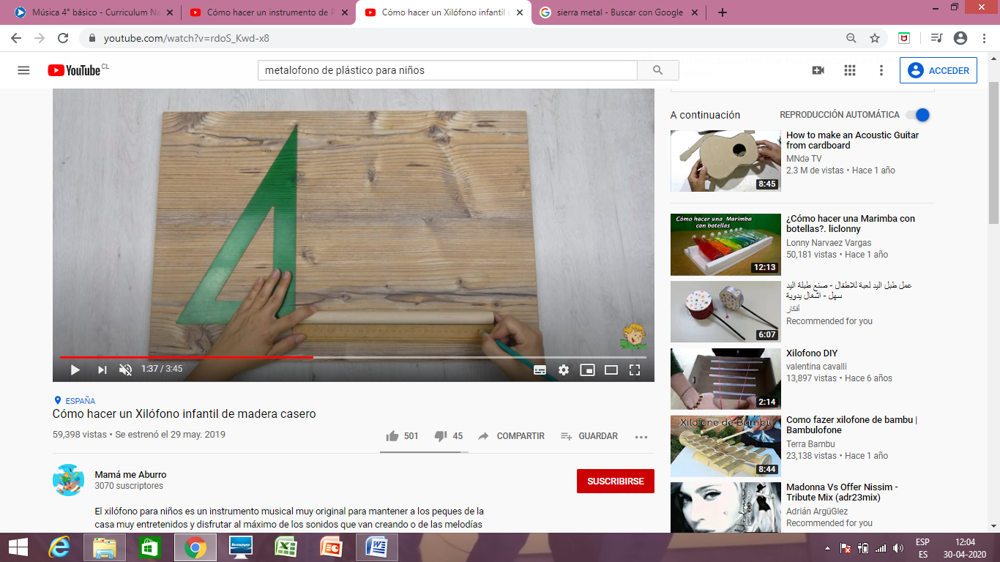 Música 4° básico - Curriculum Na
Cómo hacer un instrumento de P
Cómo hacer un Xilófono infantil d
sierra metal - Buscar con Google
youtube.com/watch?v=rdoS_Kwd-x8
YouTube CL
metalofono de plástico para niños
ACCEDER
1:37 / 3:45
ESPAÑA
Cómo hacer un Xilófono infantil de madera casero
59,398 vistas • Se estrenó el 29 may. 2019
501
45
COMPARTIR
GUARDAR
Mamá me Aburro
3070 suscriptores
SUSCRIBIRSE
El xilófono para niños es un instrumento musical muy original para mantener a los peques de la
casa muy entretenidos y disfrutar al máximo de los sonidos que van creando o de las melodías
A continuación
REPRODUCCIÓN AUTOMÁTICA
8:45
How to make an Acoustic Guitar
from cardboard
MNdə TV
2.3 M de vistas • Hace 1 año
Cómo hacer una Marimba
con botellas
12:13
¿Cómo hacer una Marimba con
botellas?. liclonny
Lonny Narvaez Vargas
50,181 vistas • Hace 1 año
6:07
عمل طبل اليد لعبة للاطفال - صنع طبلة اليد
سهل - اشغال يدوية
أفكار
Recommended for you
2:14
Xilofono DIY
valentina cavalli
13,897 vistas • Hace 6 años
Xilofone de Bambu
8:44
Como fazer xilofone de bambu |
Bambulofone
Terra Bambu
23,138 vistas • Hace 1 año
Madonna Vs Offer Nissim -
Tribute Mix (adr23mix)
Adrián ArgüGlez
Recommended for you
lenovo
ESP
ES
12:04
30-04-2020